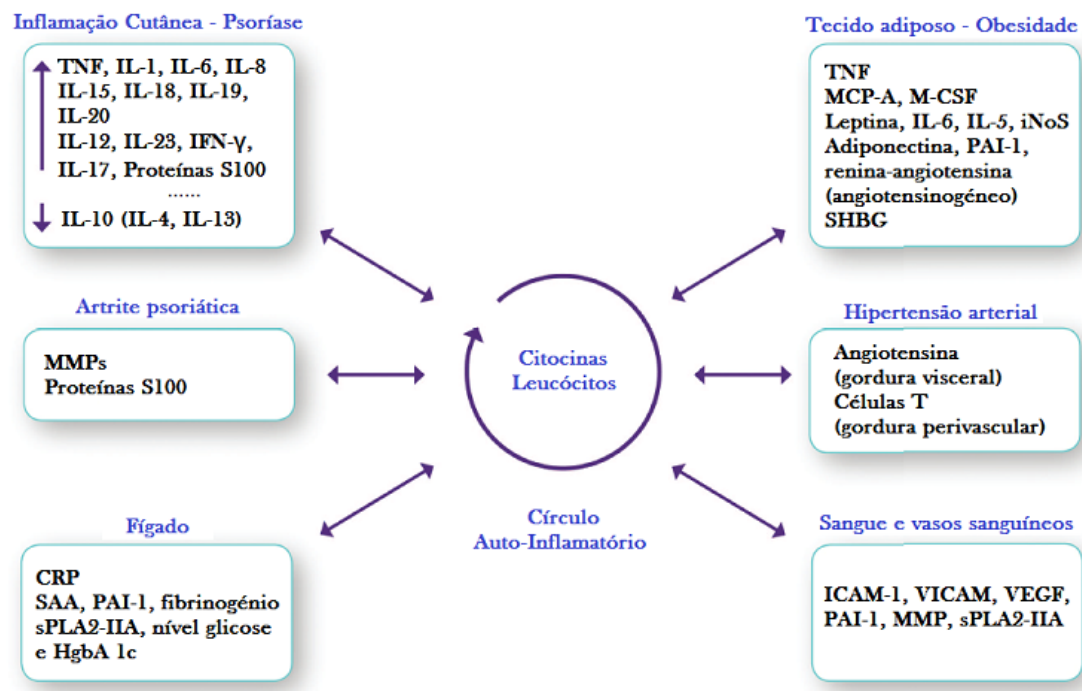 Inflamação Cutânea - Psoríase
TNF, IL-1, IL-6, IL-8
IL-15, IL-18, IL-19,
IL-20
IL-12, IL-23, IFN-γ,
IL-17, Proteínas S100
......
IL-10 (IL-4, IL-13)
Tecido adiposo - Obesidade
TNF
MCP-A, M-CSF
Leptina, IL-6, IL-5, iNoS
Adiponectina, PAI-1,
renina-angiotensina
(angiotensinogéneo)
SHBG
Artrite psoriática
MMPs
Proteínas S100
Citocinas
Leucócitos
Hipertensão arterial
Angiotensina
(gordura visceral)
Células T
(gordura perivascular)
Fígado
CRP
SAA, PAI-1, fibrinogénio
sPLA2-IIA, nível glicose
e HgbA 1c
Círculo
Auto-Inflamatório
Sangue e vasos sanguíneos
ICAM-1, VICAM, VEGF,
PAI-1, MMP, sPLA2-IIA